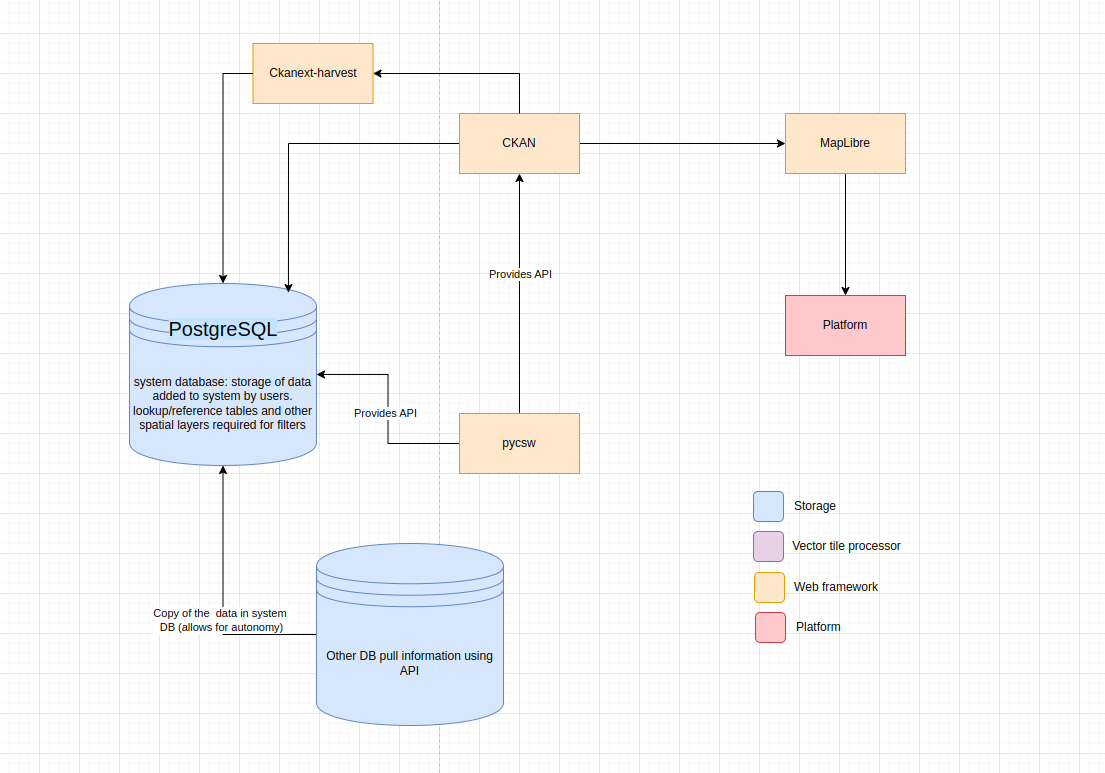 Ckanext-harvest
CKAN
MapLibre
Provides API
Platform
PostgreSQL
system database: storage of data
added to system by users.
lookup/reference tables and other
spatial layers required for filters
Provides API
pycsw
Storage
Vector tile processor
Web framework
Platform
Copy of the  data in system
DB (allows for autonomy)
Other DB pull information using
API